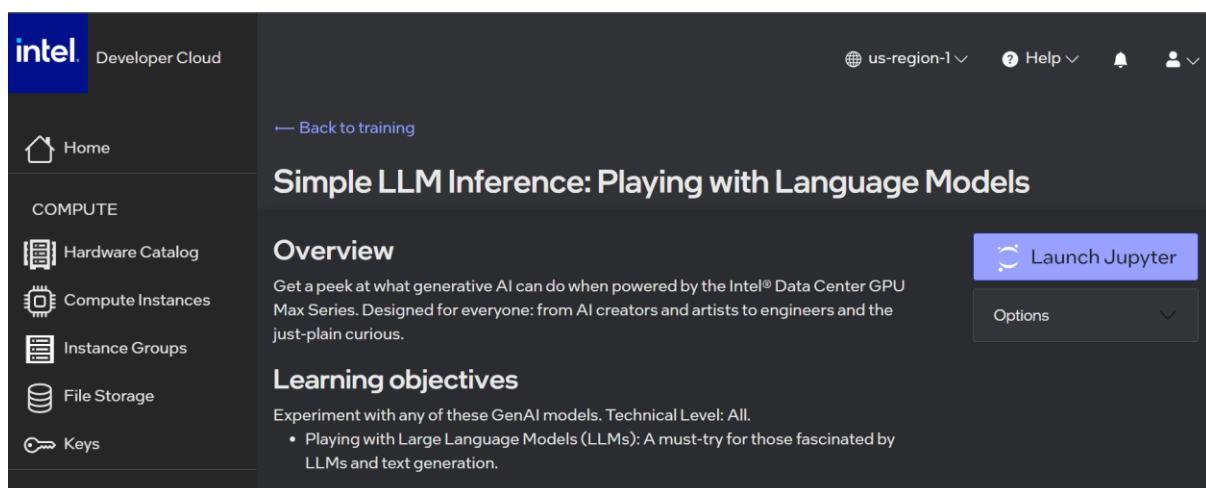 intel. Developer Cloud
us-region-1
Help
← Back to training
Home
Simple LLM Inference: Playing with Language Models
COMPUTE
Hardware Catalog
Compute Instances
Instance Groups
File Storage
Keys
Overview
Get a peek at what generative AI can do when powered by the Intel® Data Center GPU
Max Series. Designed for everyone: from AI creators and artists to engineers and the
just-plain curious.
Launch Jupyter
Options
Learning objectives
Experiment with any of these GenAI models. Technical Level: All.
• Playing with Large Language Models (LLMs): A must-try for those fascinated by
LLMs and text generation.